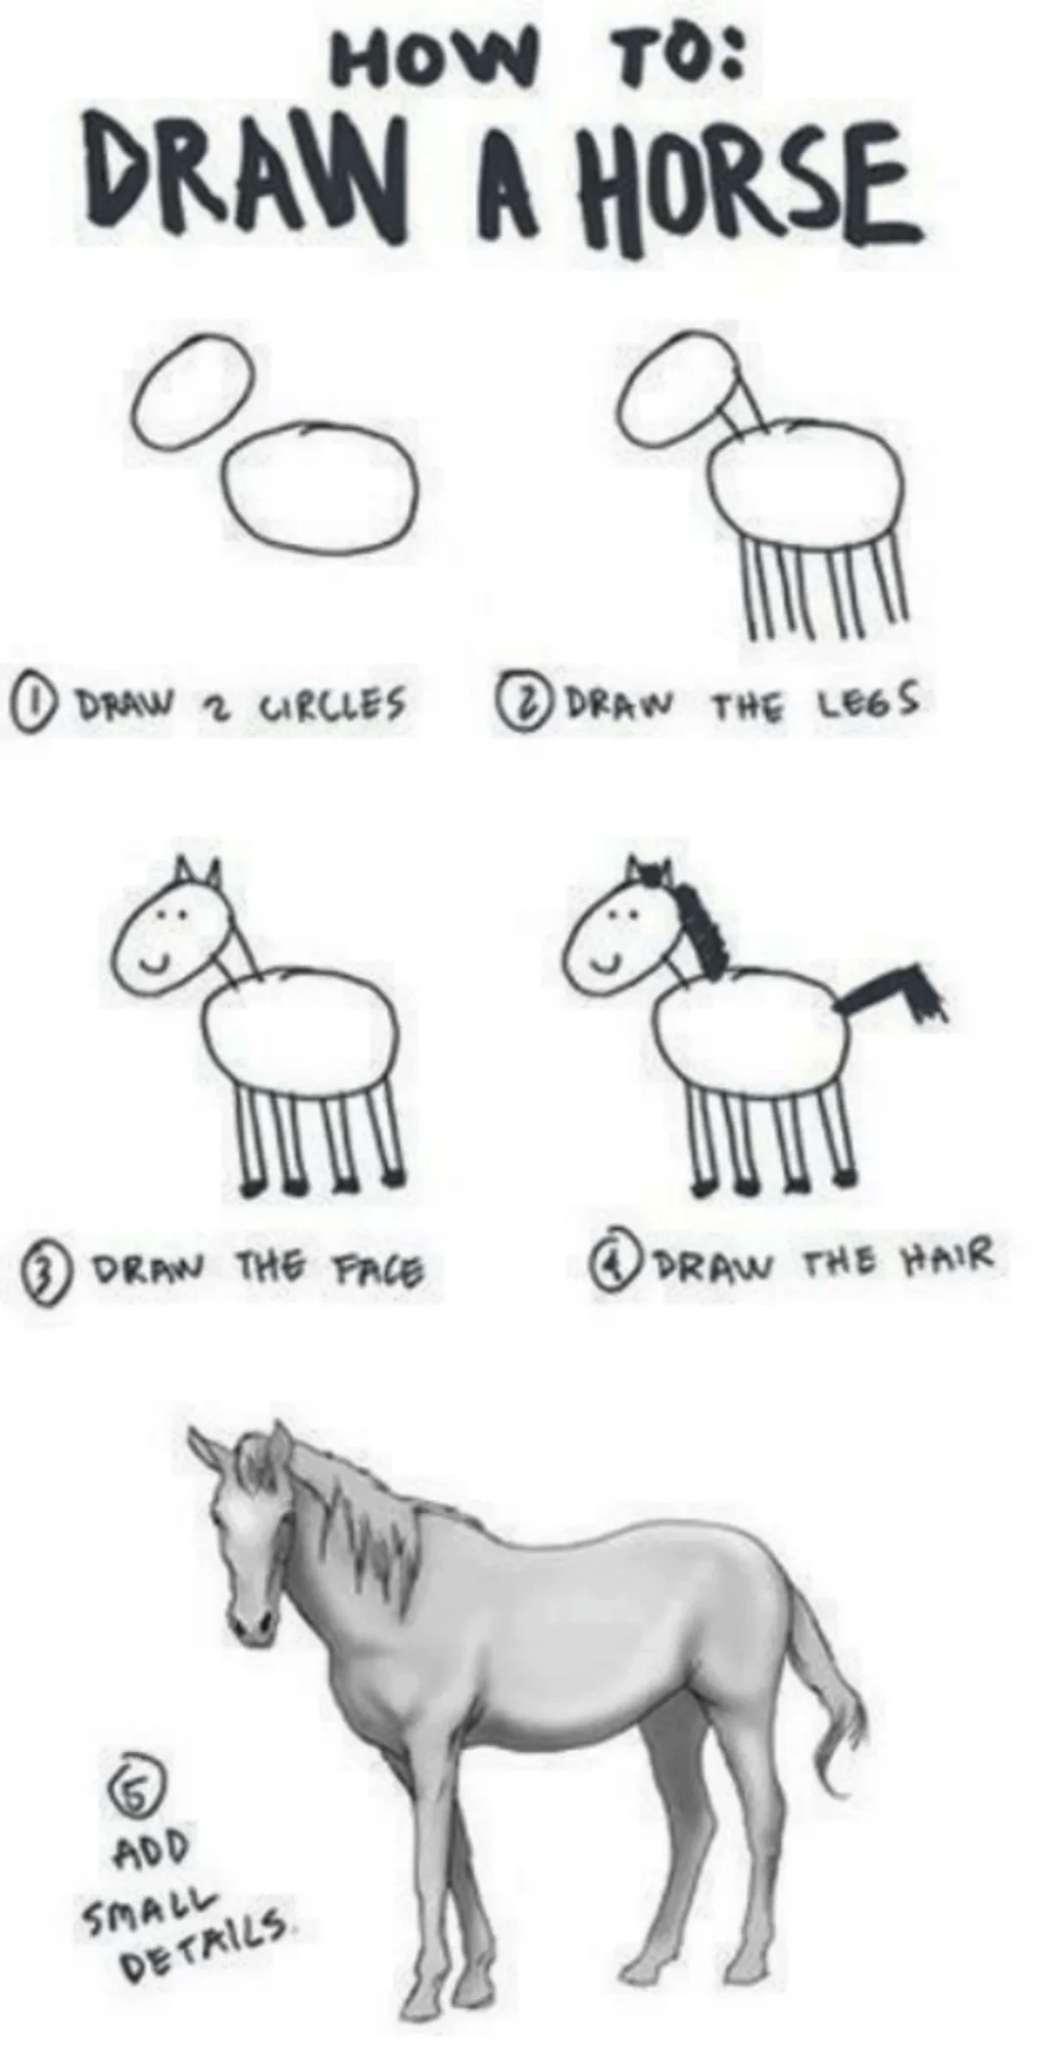 HOW TO:
DRAW A HORSE
① DRAW 2 CIRCLES
② DRAW THE LEGS
③ DRAW THE FACE
④ DRAW THE HAIR
⑤
ADD
SMALL
DETAILS.